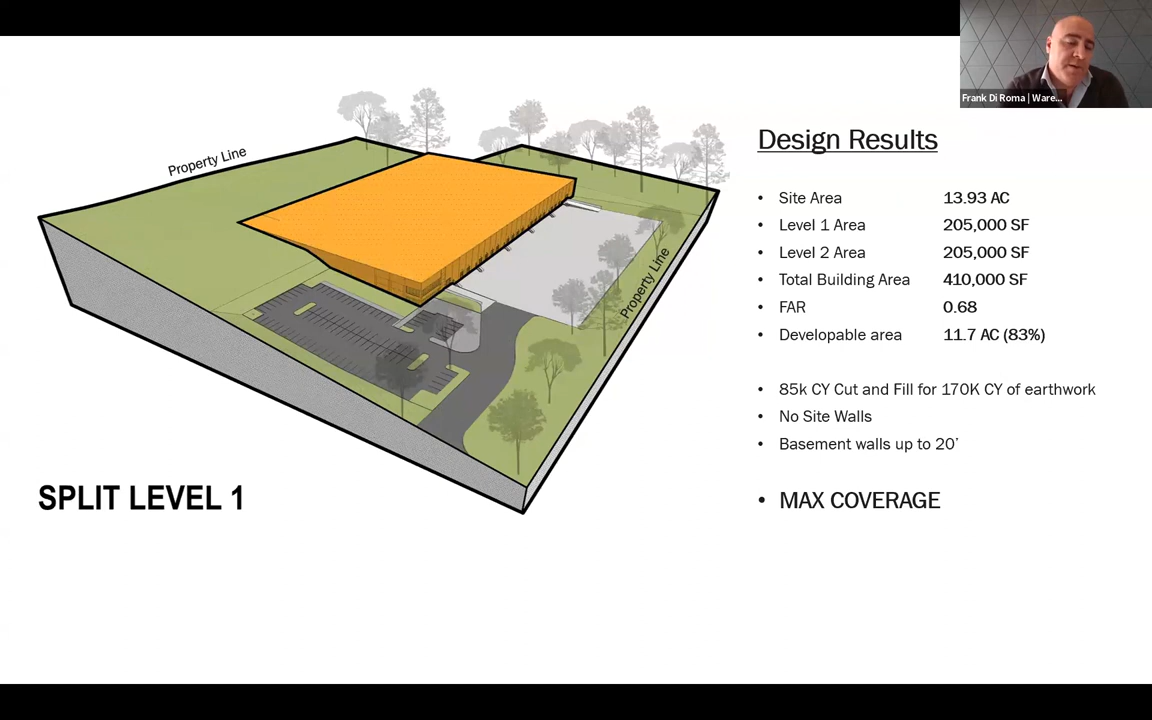 Frank Di Roma | Ware...
Property Line
Design Results
• Site Area 13.93 AC
• Level 1 Area 205,000 SF
• Level 2 Area 205,000 SF
• Total Building Area 410,000 SF
• FAR 0.68
• Developable area 11.7 AC (83%)
Property Line
• 85k CY Cut and Fill for 170K CY of earthwork
• No Site Walls
• Basement walls up to 20’
SPLIT LEVEL 1
• MAX COVERAGE